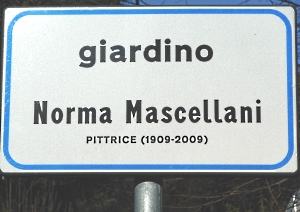 giardino
Norma Mascellani
PITTRICE (1909-2009)